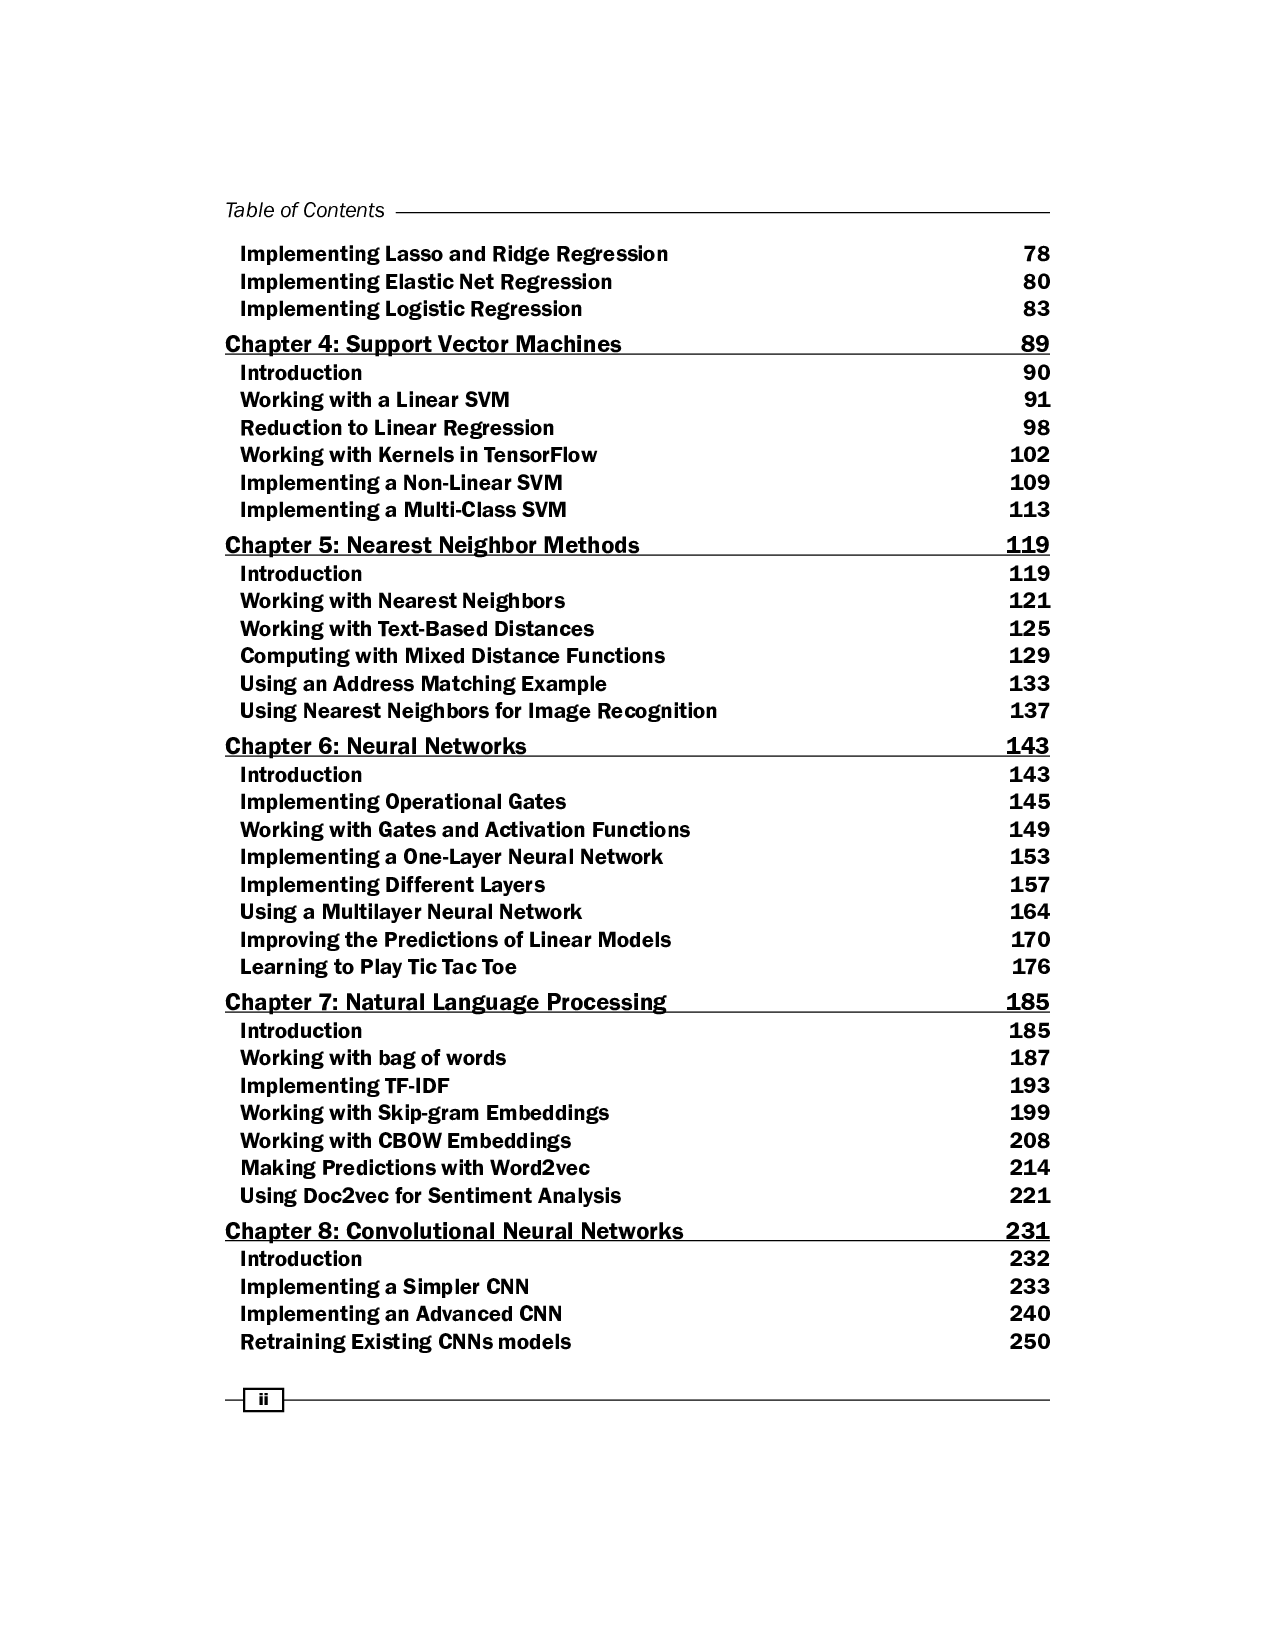 Table of Contents
Implementing Lasso and Ridge Regression 78
Implementing Elastic Net Regression 80
Implementing Logistic Regression 83
Chapter 4: Support Vector Machines 89
Introduction 90
Working with a Linear SVM 91
Reduction to Linear Regression 98
Working with Kernels in TensorFlow 102
Implementing a Non-Linear SVM 109
Implementing a Multi-Class SVM 113
Chapter 5: Nearest Neighbor Methods 119
Introduction 119
Working with Nearest Neighbors 121
Working with Text-Based Distances 125
Computing with Mixed Distance Functions 129
Using an Address Matching Example 133
Using Nearest Neighbors for Image Recognition 137
Chapter 6: Neural Networks 143
Introduction 143
Implementing Operational Gates 145
Working with Gates and Activation Functions 149
Implementing a One-Layer Neural Network 153
Implementing Different Layers 157
Using a Multilayer Neural Network 164
Improving the Predictions of Linear Models 170
Learning to Play Tic Tac Toe 176
Chapter 7: Natural Language Processing 185
Introduction 185
Working with bag of words 187
Implementing TF-IDF 193
Working with Skip-gram Embeddings 199
Working with CBOW Embeddings 208
Making Predictions with Word2vec 214
Using Doc2vec for Sentiment Analysis 221
Chapter 8: Convolutional Neural Networks 231
Introduction 232
Implementing a Simpler CNN 233
Implementing an Advanced CNN 240
Retraining Existing CNNs models 250
ii